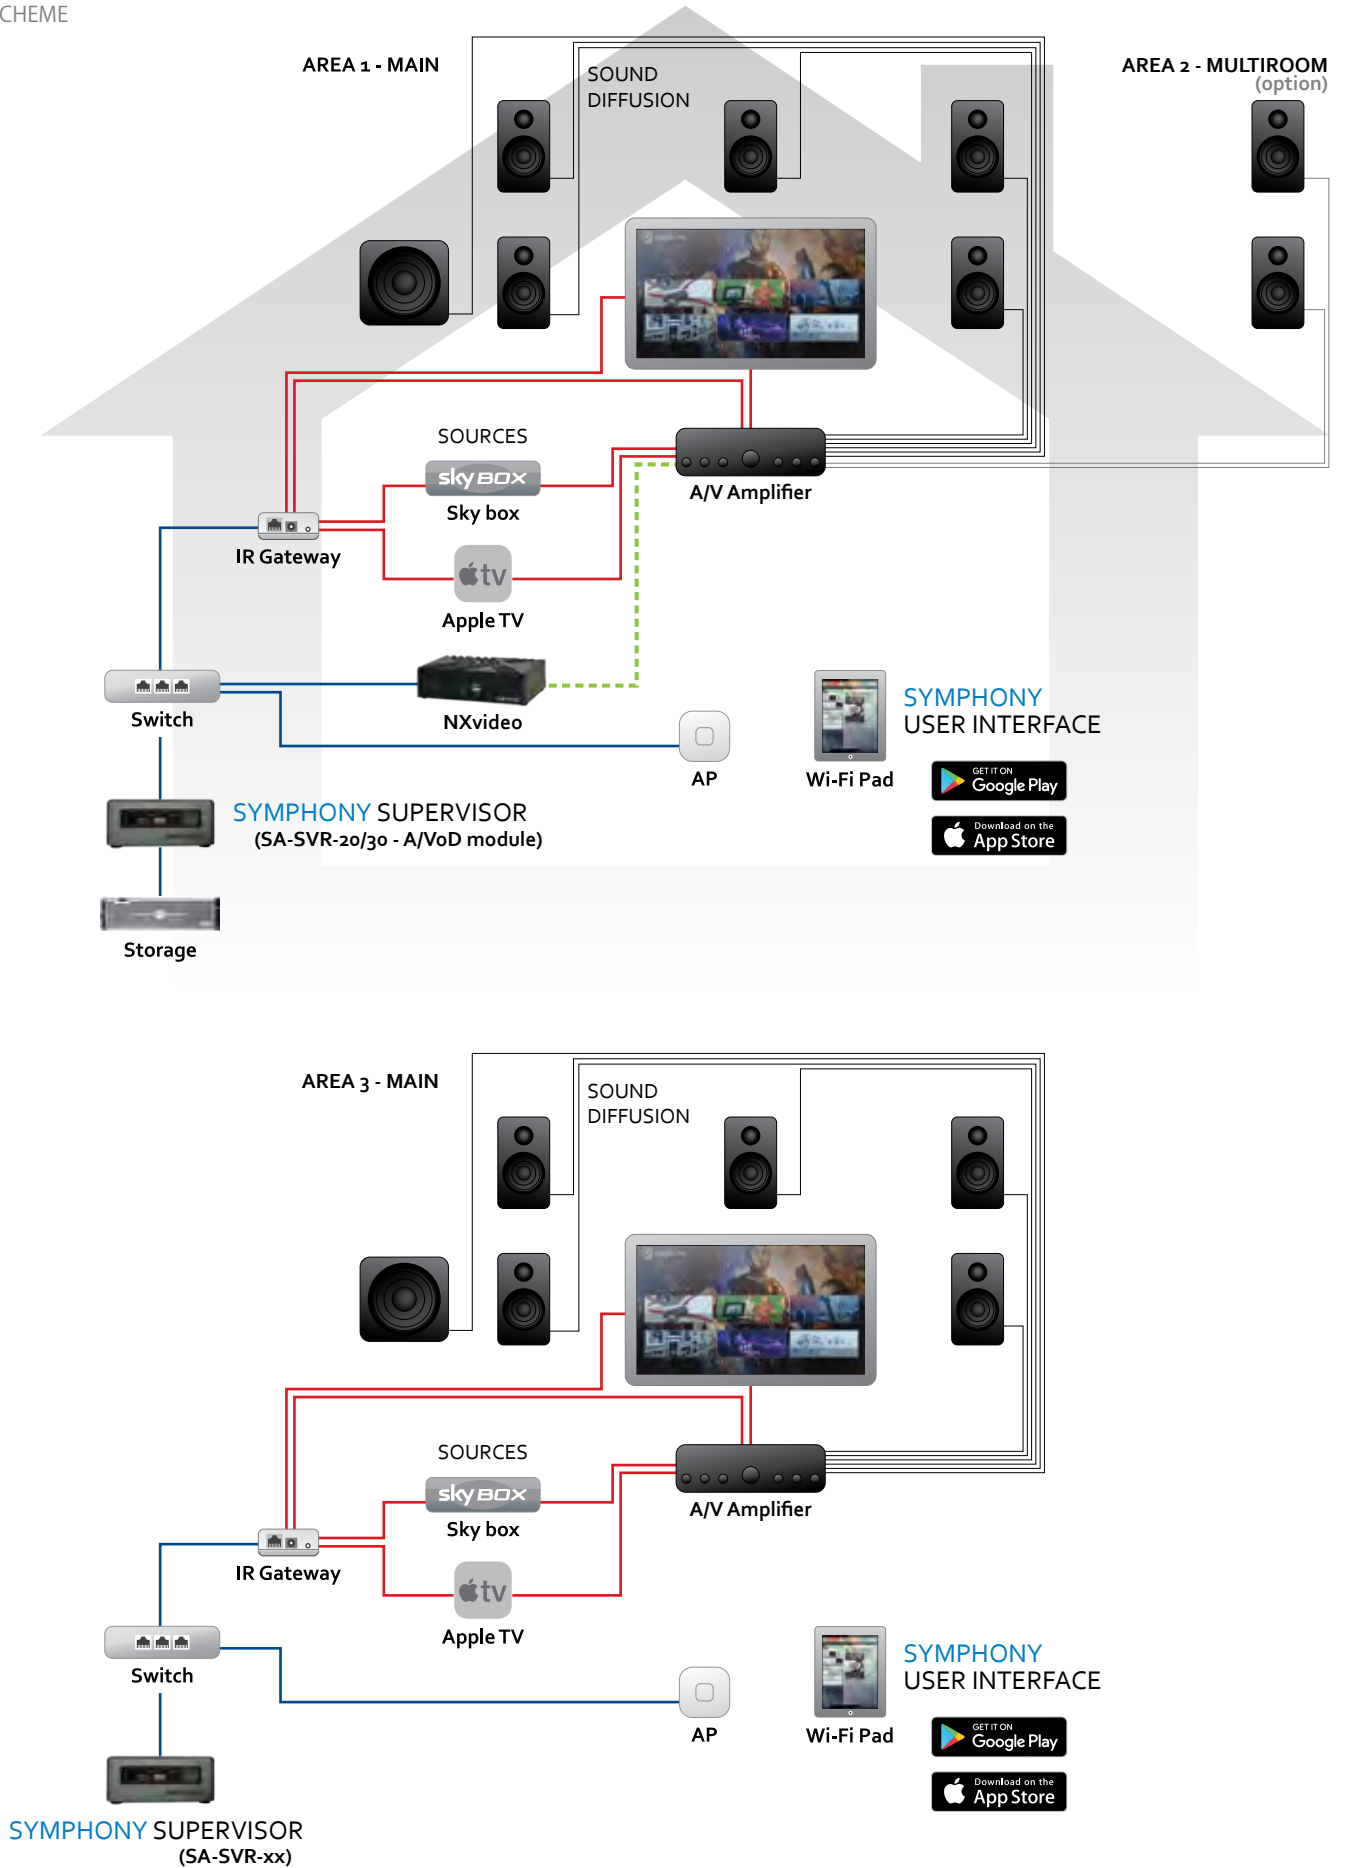 CHEME
AREA 1 - MAIN
SOUND
DIFFUSION
AREA 2 - MULTIROOM
(option)
SOURCES
sky BOX
Sky box
A/V Amplifier
IR Gateway
tv
Apple TV
Switch
NXvideo
AP
Wi-Fi Pad
SYMPHONY
USER INTERFACE
GET IT ON
Google Play
Download on the
App Store
SYMPHONY SUPERVISOR
(SA-SVR-20/30 - A/VoD module)
Storage
AREA 3 - MAIN
SOUND
DIFFUSION
SOURCES
sky BOX
Sky box
A/V Amplifier
IR Gateway
tv
Apple TV
Switch
AP
Wi-Fi Pad
SYMPHONY
USER INTERFACE
GET IT ON
Google Play
Download on the
App Store
SYMPHONY SUPERVISOR
(SA-SVR-xx)